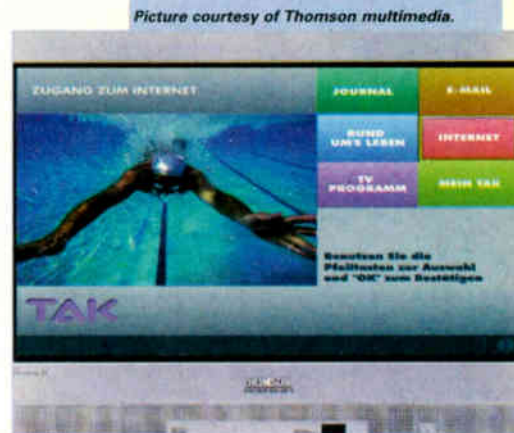 Picture courtesy of Thomson multimedia.
ZUGANG ZUM INTERNET
JOURNAL
E-MAIL
RUND
UM'S LEBEN
INTERNET
TV
PROGRAMM
MEIN TAK
Benutzen Sie die
Pfeiltasten zur Auswahl
und "OK" zum Bestätigen
TAK